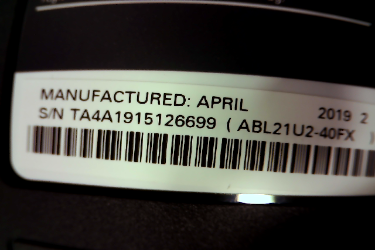 MANUFACTURED: APRIL 2019 2
S/N TA4A1915126699 ( ABL21U2-40FX )